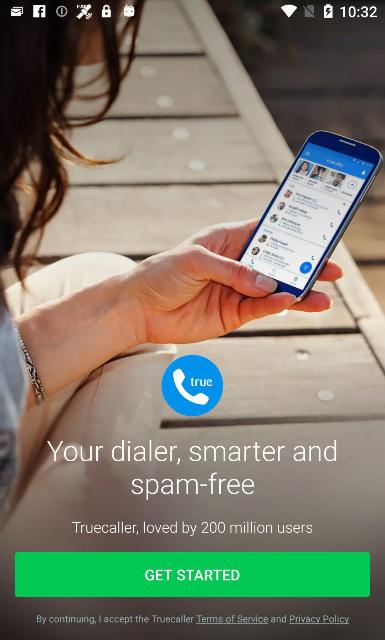 10:32
true
Your dialer, smarter and
spam-free
Truecaller, loved by 200 million users
GET STARTED
By continuing, I accept the Truecaller Terms of Service and Privacy Policy